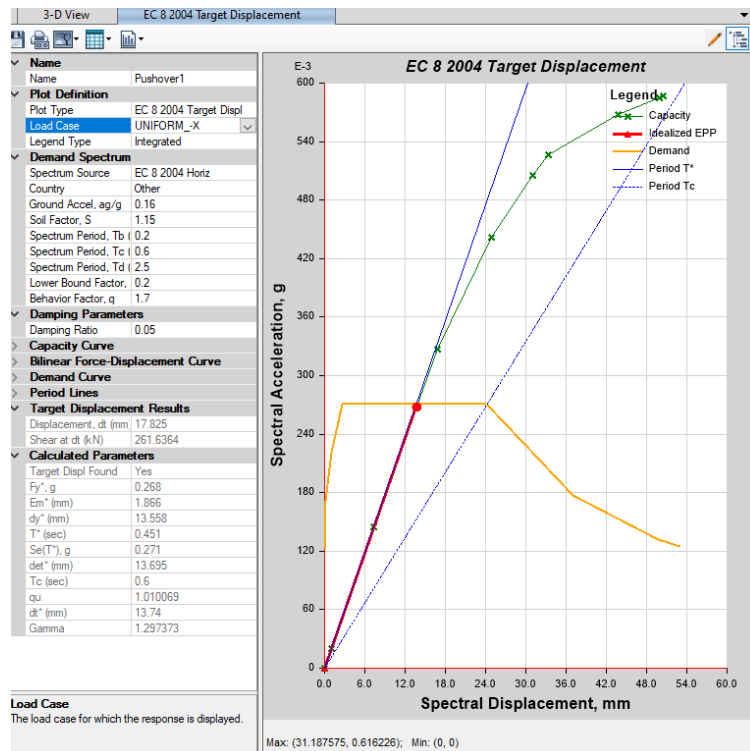 3-D View
EC 8 2004 Target Displacement
Name
Name Pushover1
Plot Definition
Plot Type EC 8 2004 Target Displ
Load Case UNIFORM_-X
Legend Type Integrated
Demand Spectrum
Spectrum Source EC 8 2004 Horiz
Country Other
Ground Accel, ag/g 0.16
Soil Factor, S 1.15
Spectrum Period, Tb ( 0.2
Spectrum Period, Tc ( 0.6
Spectrum Period, Td ( 2.5
Lower Bound Factor, 0.2
Behavior Factor, q 1.7
Damping Parameters
Damping Ratio 0.05
Capacity Curve
Bilinear Force-Displacement Curve
Demand Curve
Period Lines
Target Displacement Results
Displacement, dt (mm) 17.825
Shear at dt (kN) 261.6364
Calculated Parameters
Target Displ Found Yes
Fy*, g 0.268
Em* (mm) 1.866
dy* (mm) 13.558
T* (sec) 0.451
Se(T*), g 0.271
det* (mm) 13.695
Tc (sec) 0.6
qu 1.010069
dt* (mm) 13.74
Gamma 1.297373
Load Case
The load case for which the response is displayed.
E-3
EC 8 2004 Target Displacement
Legend
Capacity
Idealized EPP
Demand
Period T*
Period Tc
Spectral Acceleration, g
600
540
480
420
360
300
240
180
120
60
0
0.0 6.0 12.0 18.0 24.0 30.0 36.0 42.0 48.0 54.0 60.0
Spectral Displacement, mm
Max: (31.187575, 0.616226); Min: (0, 0)